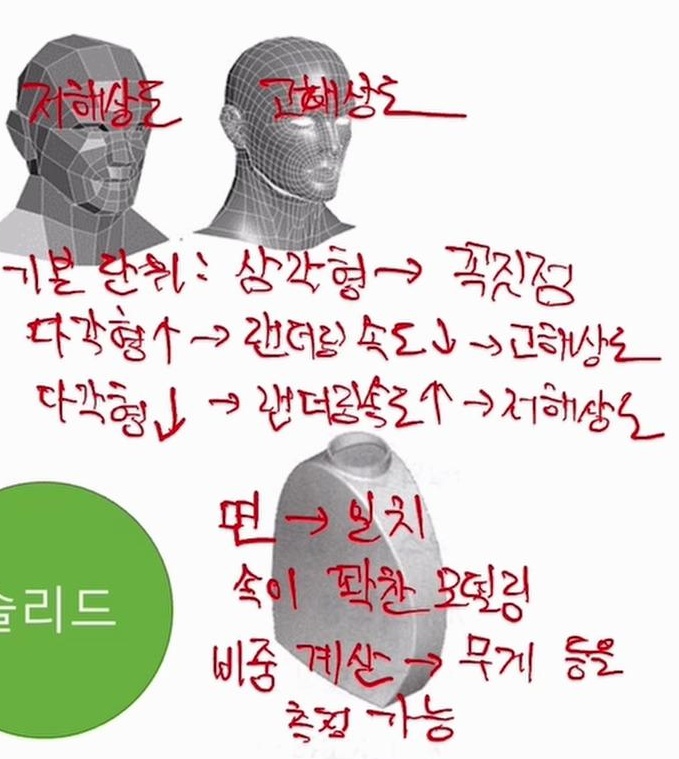 저해상도 고해상도
기본 단위: 삼각형→ 꼭짓점
다각형↑ → 랜더링 속도↓ →고해상도
다각형↓ → 랜더링속도↑ →저해상도
면 → 일치
속이 꽉찬 모델링
솔리드
비중 계산→ 무게 등을
측정 가능